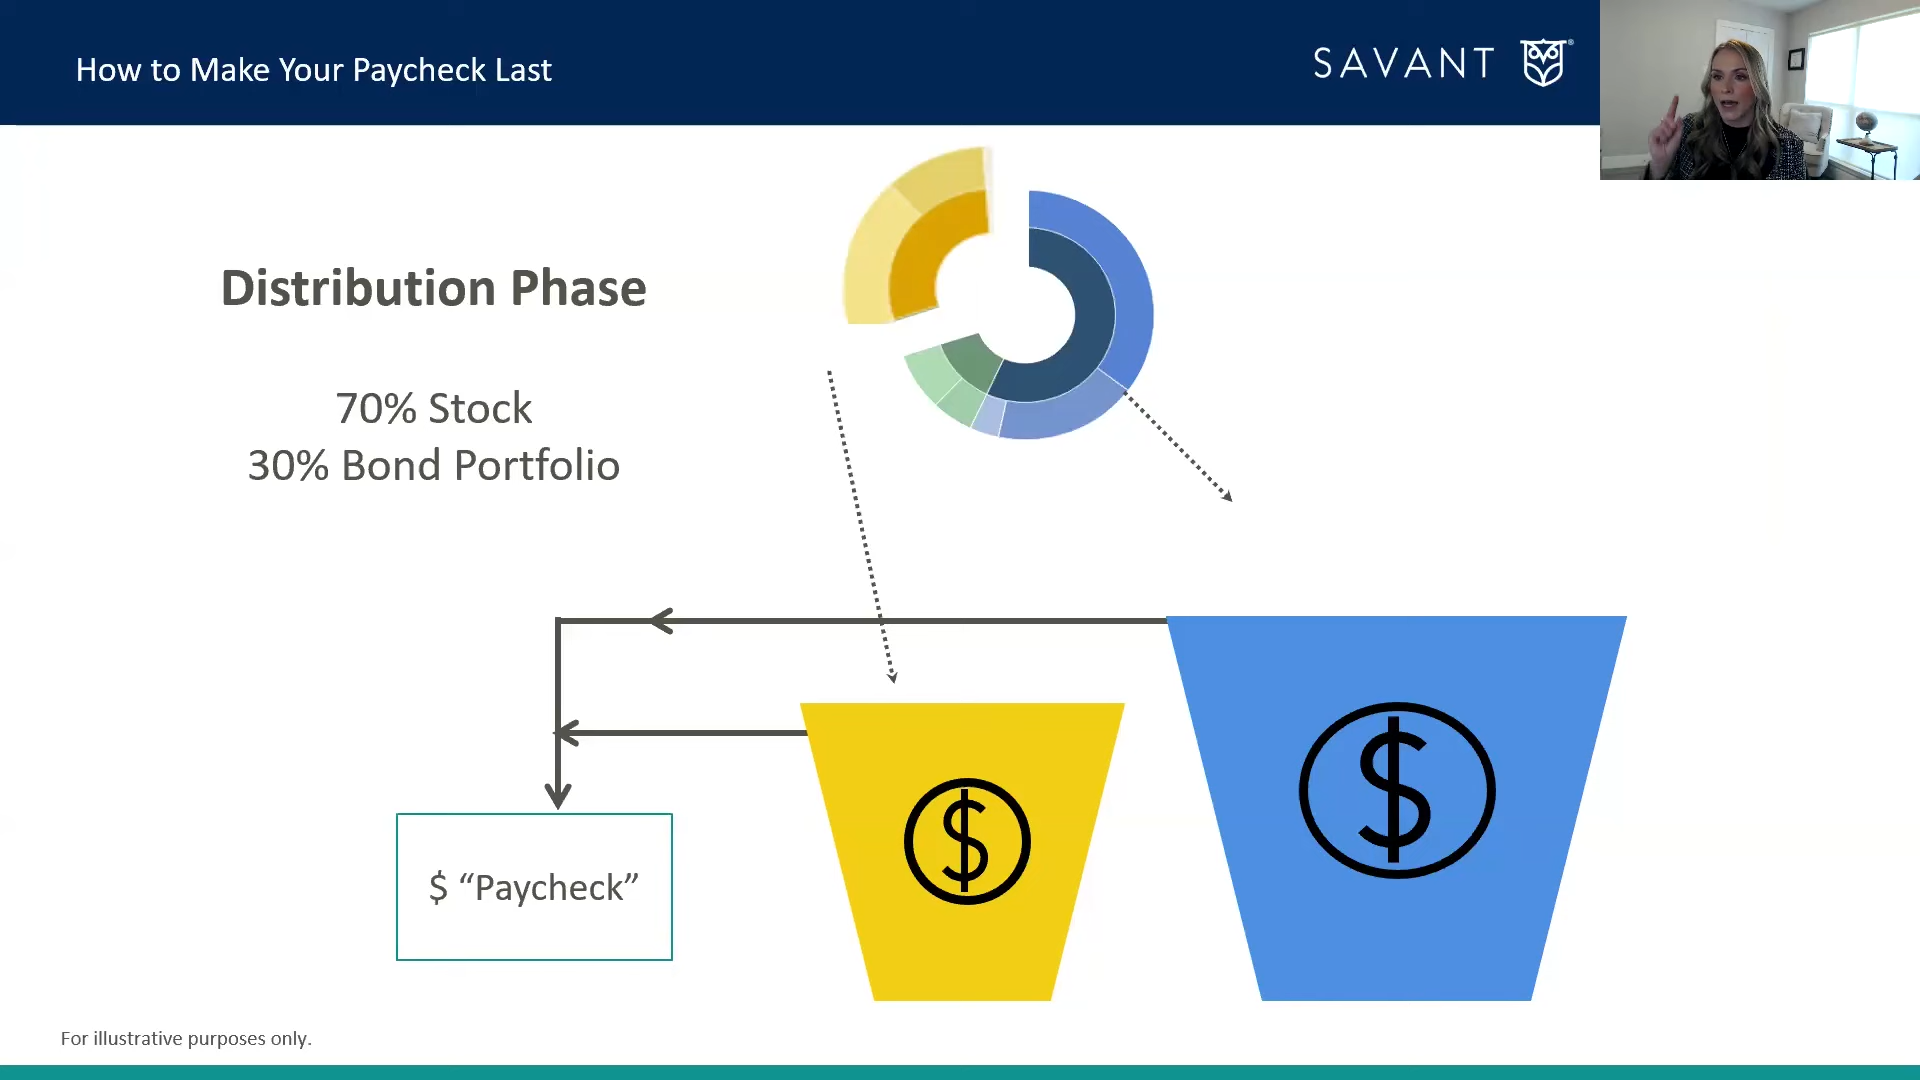 How to Make Your Paycheck Last
SAVANT
Distribution Phase
70% Stock
30% Bond Portfolio
$
$
$ “Paycheck”
For illustrative purposes only.